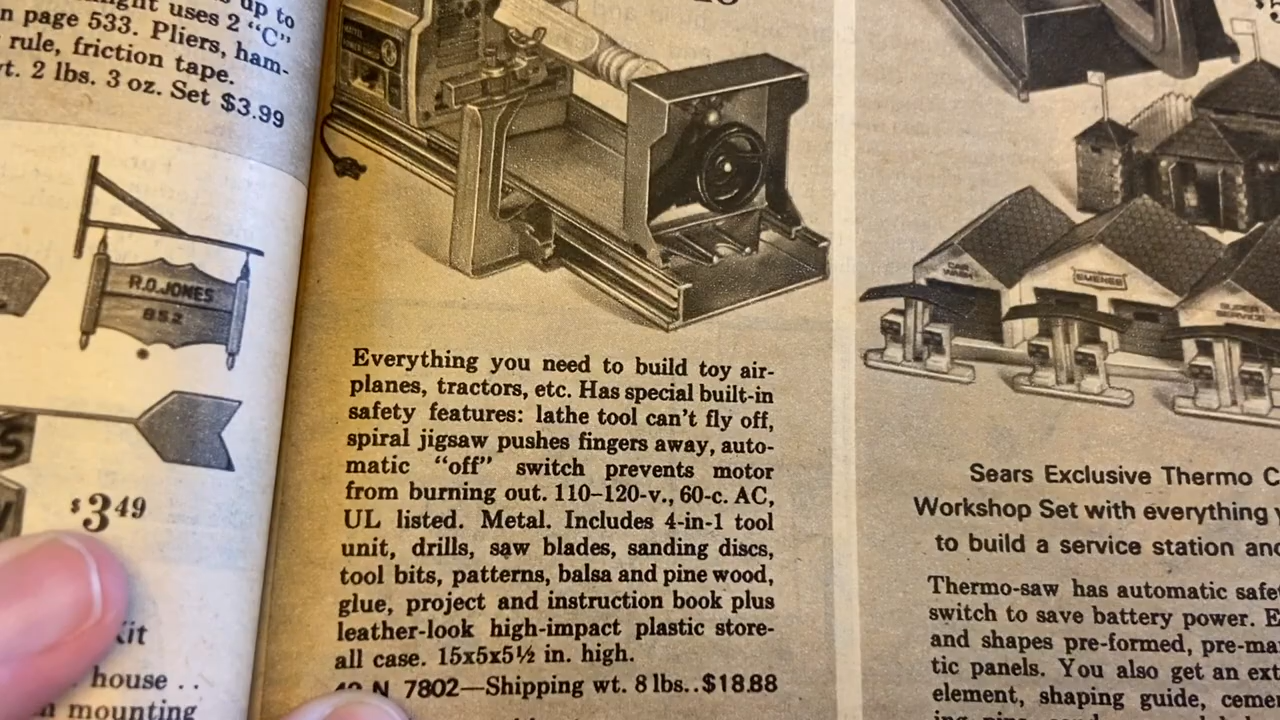 up to
uses 2 "C"
n page 533. Pliers, ham-
rule, friction tape.
t. 2 lbs. 3 oz. Set $3.99
R.O. JONES
852
$3.49
Kit
house . .
mounting
Everything you need to build toy air-
planes, tractors, etc. Has special built-in
safety features: lathe tool can't fly off,
spiral jigsaw pushes fingers away, auto-
matic "off" switch prevents motor
from burning out. 110–120-v., 60-c. AC,
UL listed. Metal. Includes 4-in-1 tool
unit, drills, saw blades, sanding discs,
tool bits, patterns, balsa and pine wood,
glue, project and instruction book plus
leather-look high-impact plastic store-
all case. 15x5x5½ in. high.
N 7802—Shipping wt. 8 lbs..$18.88
CAR
WASH
SUPER
SERVICE
Sears Exclusive Thermo C
Workshop Set with everything
to build a service station and
Thermo-saw has automatic safe
switch to save battery power. E
and shapes pre-formed, pre-ma
tic panels. You also get an ext
element, shaping guide, cemen